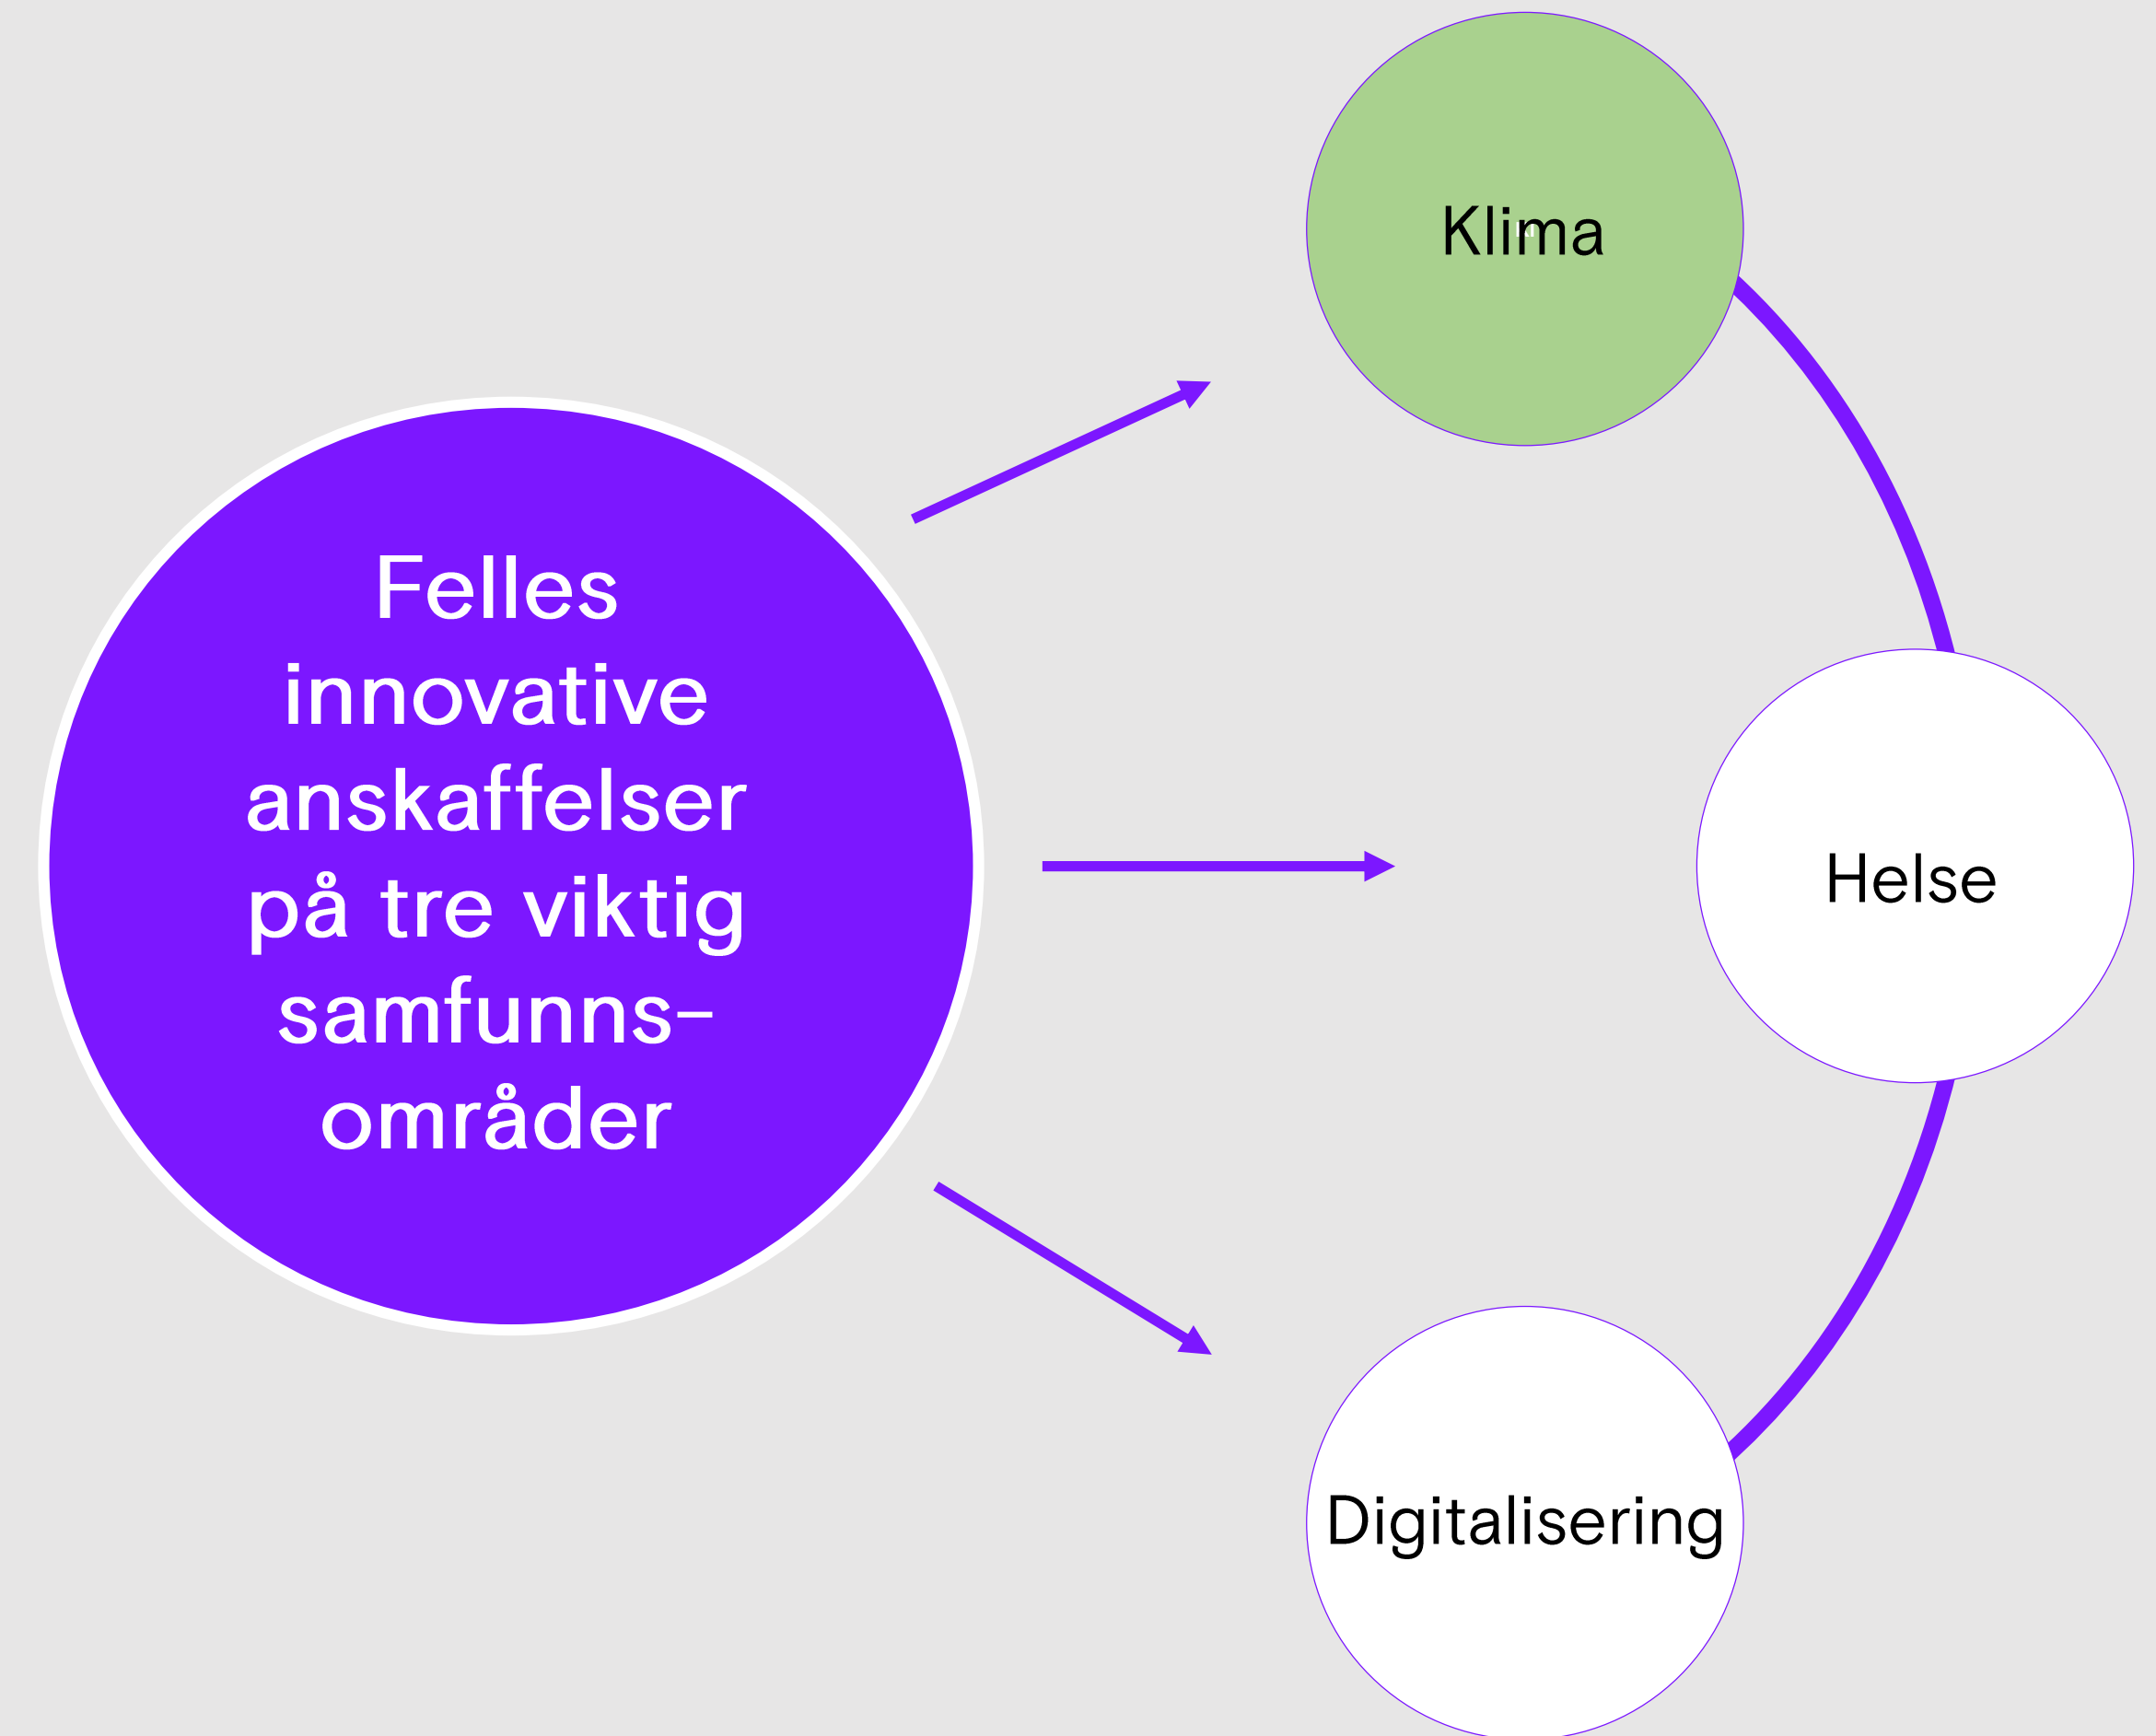 Felles
innovative
anskaffelser
på tre viktig
samfunns-
områder
Klima
Helse
Digitalisering